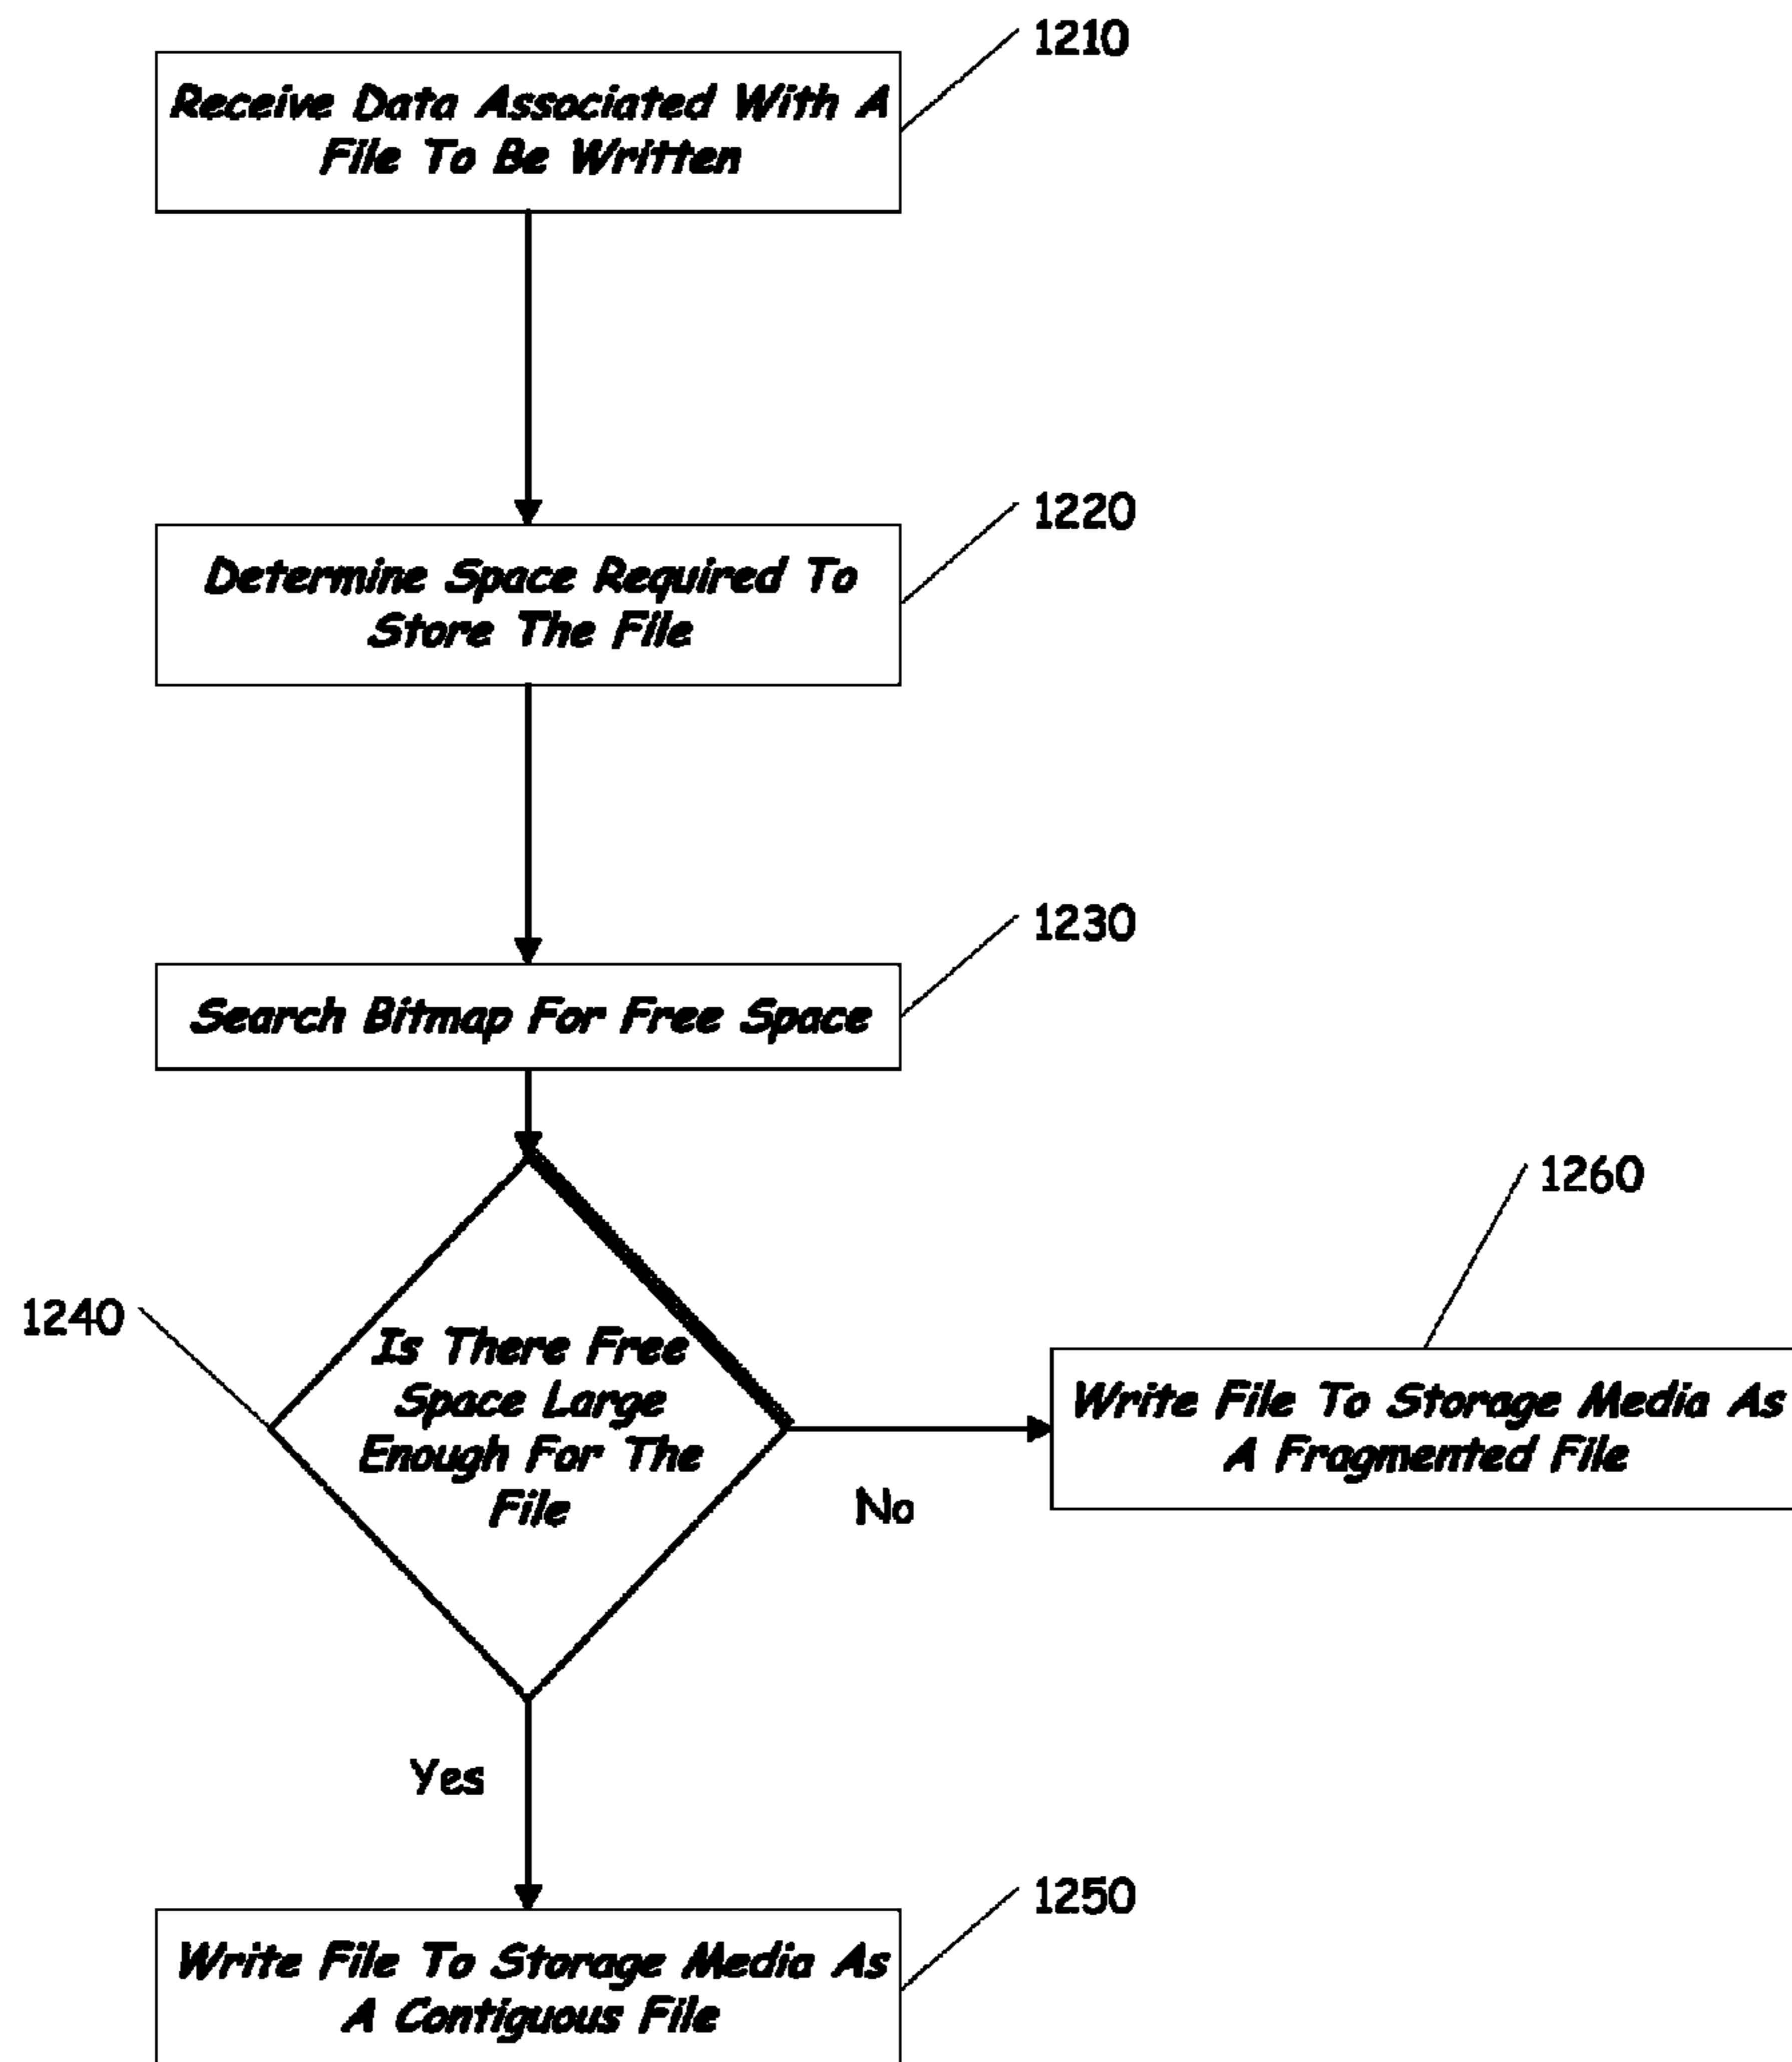 1210
Receive Data Associated With A
File To Be Written
1220
Determine Space Required To
Store The File
1230
Search Bitmap For Free Space
1260
1240
Is There Free
Space Large
Enough For The
File
Write File To Storage Media As
A Fragmented File
No
Yes
1250
Write File To Storage Media As
A Contiguous File